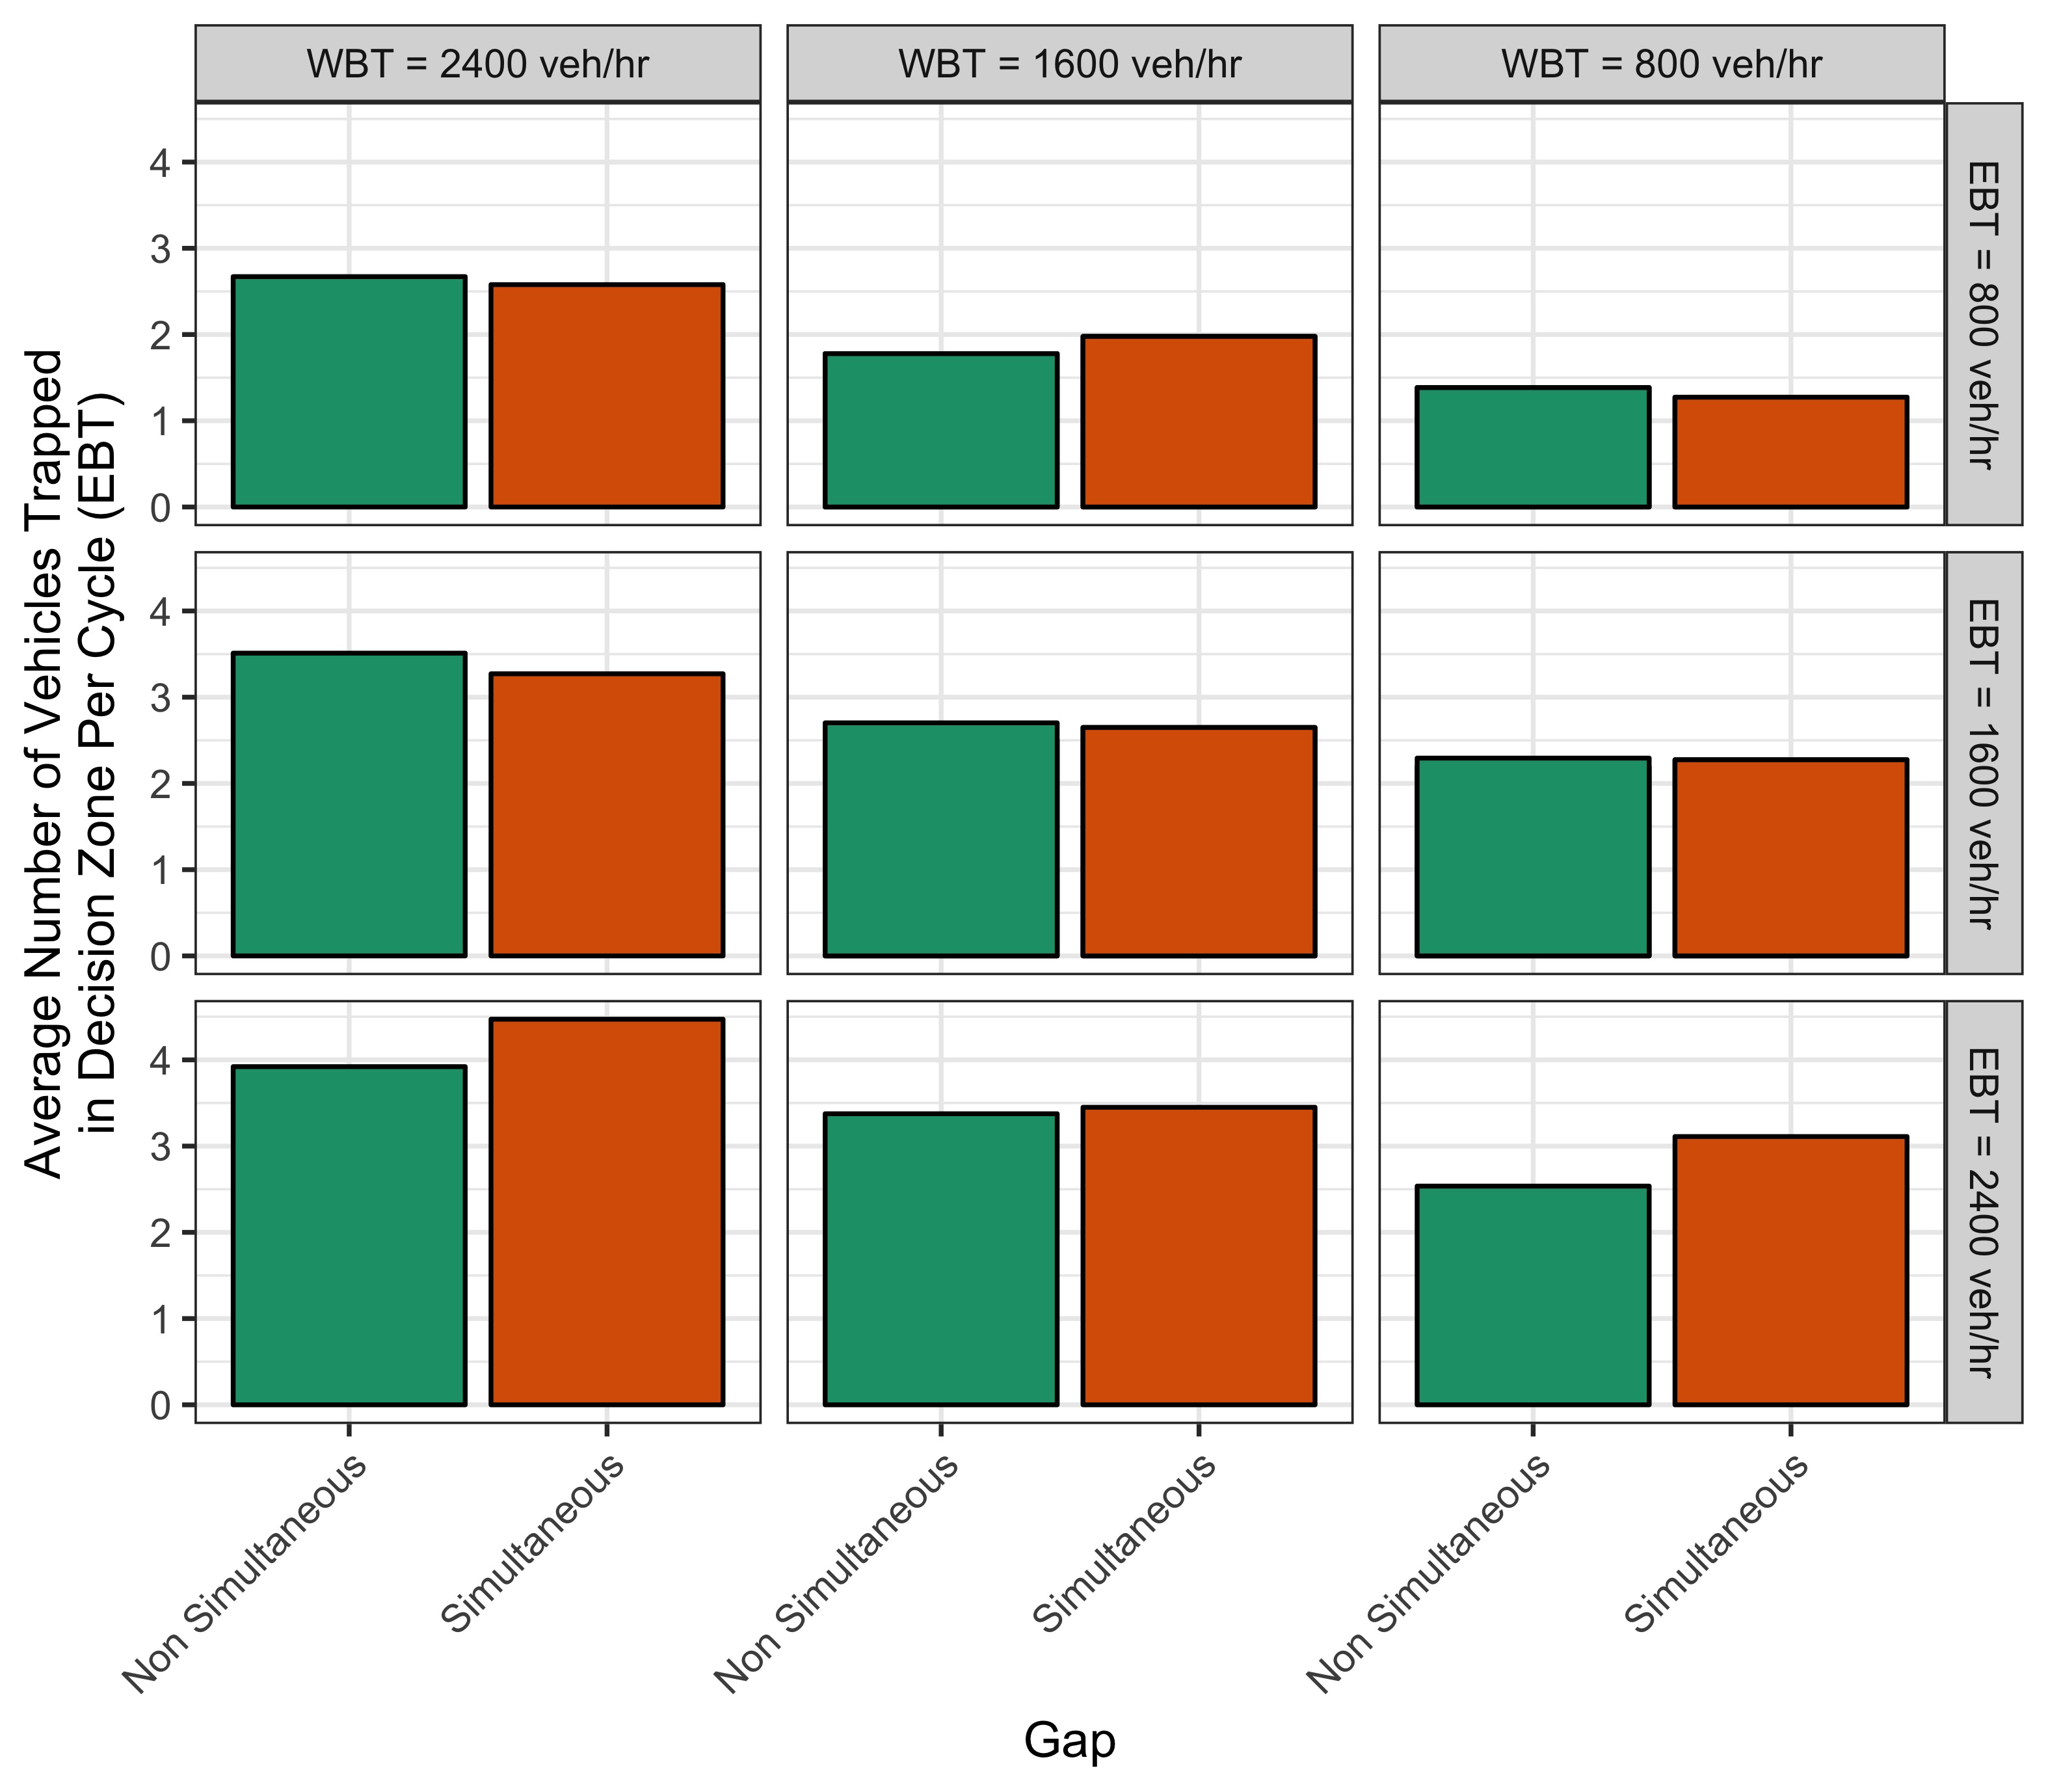 WBT = 2400 veh/hr
WBT = 1600 veh/hr
WBT = 800 veh/hr
Average Number of Vehicles Trapped
in Decision Zone Per Cycle (EBT)
4
3
2
1
0
EBT = 800 veh/hr
4
3
2
1
0
EBT = 1600 veh/hr
4
3
2
1
0
EBT = 2400 veh/hr
Non Simultaneous
Simultaneous
Non Simultaneous
Simultaneous
Non Simultaneous
Simultaneous
Gap